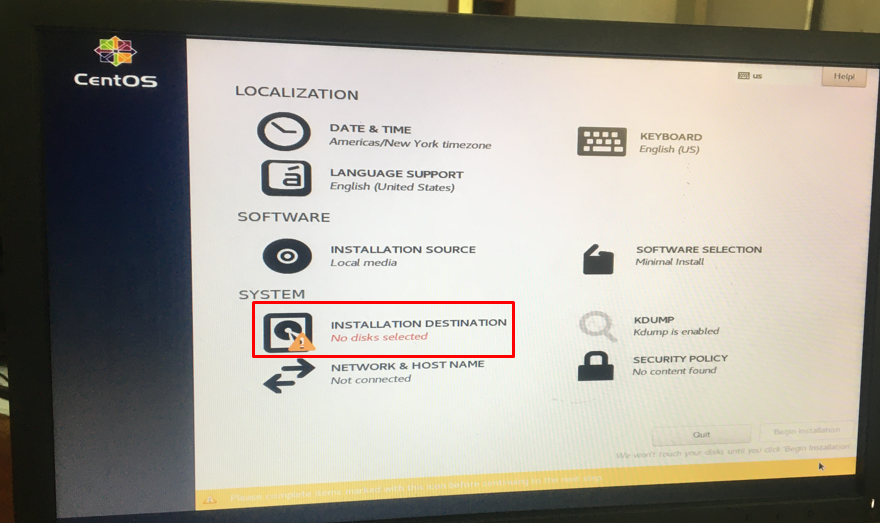 CentOS
us
Help!
LOCALIZATION
DATE & TIME
Americas/New York timezone
KEYBOARD
English (US)
LANGUAGE SUPPORT
English (United States)
SOFTWARE
INSTALLATION SOURCE
Local media
SOFTWARE SELECTION
Minimal Install
SYSTEM
INSTALLATION DESTINATION
No disks selected
KDUMP
Kdump is enabled
NETWORK & HOST NAME
Not connected
SECURITY POLICY
No content found
Quit
Begin Installation
We won't touch your disks until you click 'Begin Installation'
Please complete items marked with this icon before continuing to the next step.